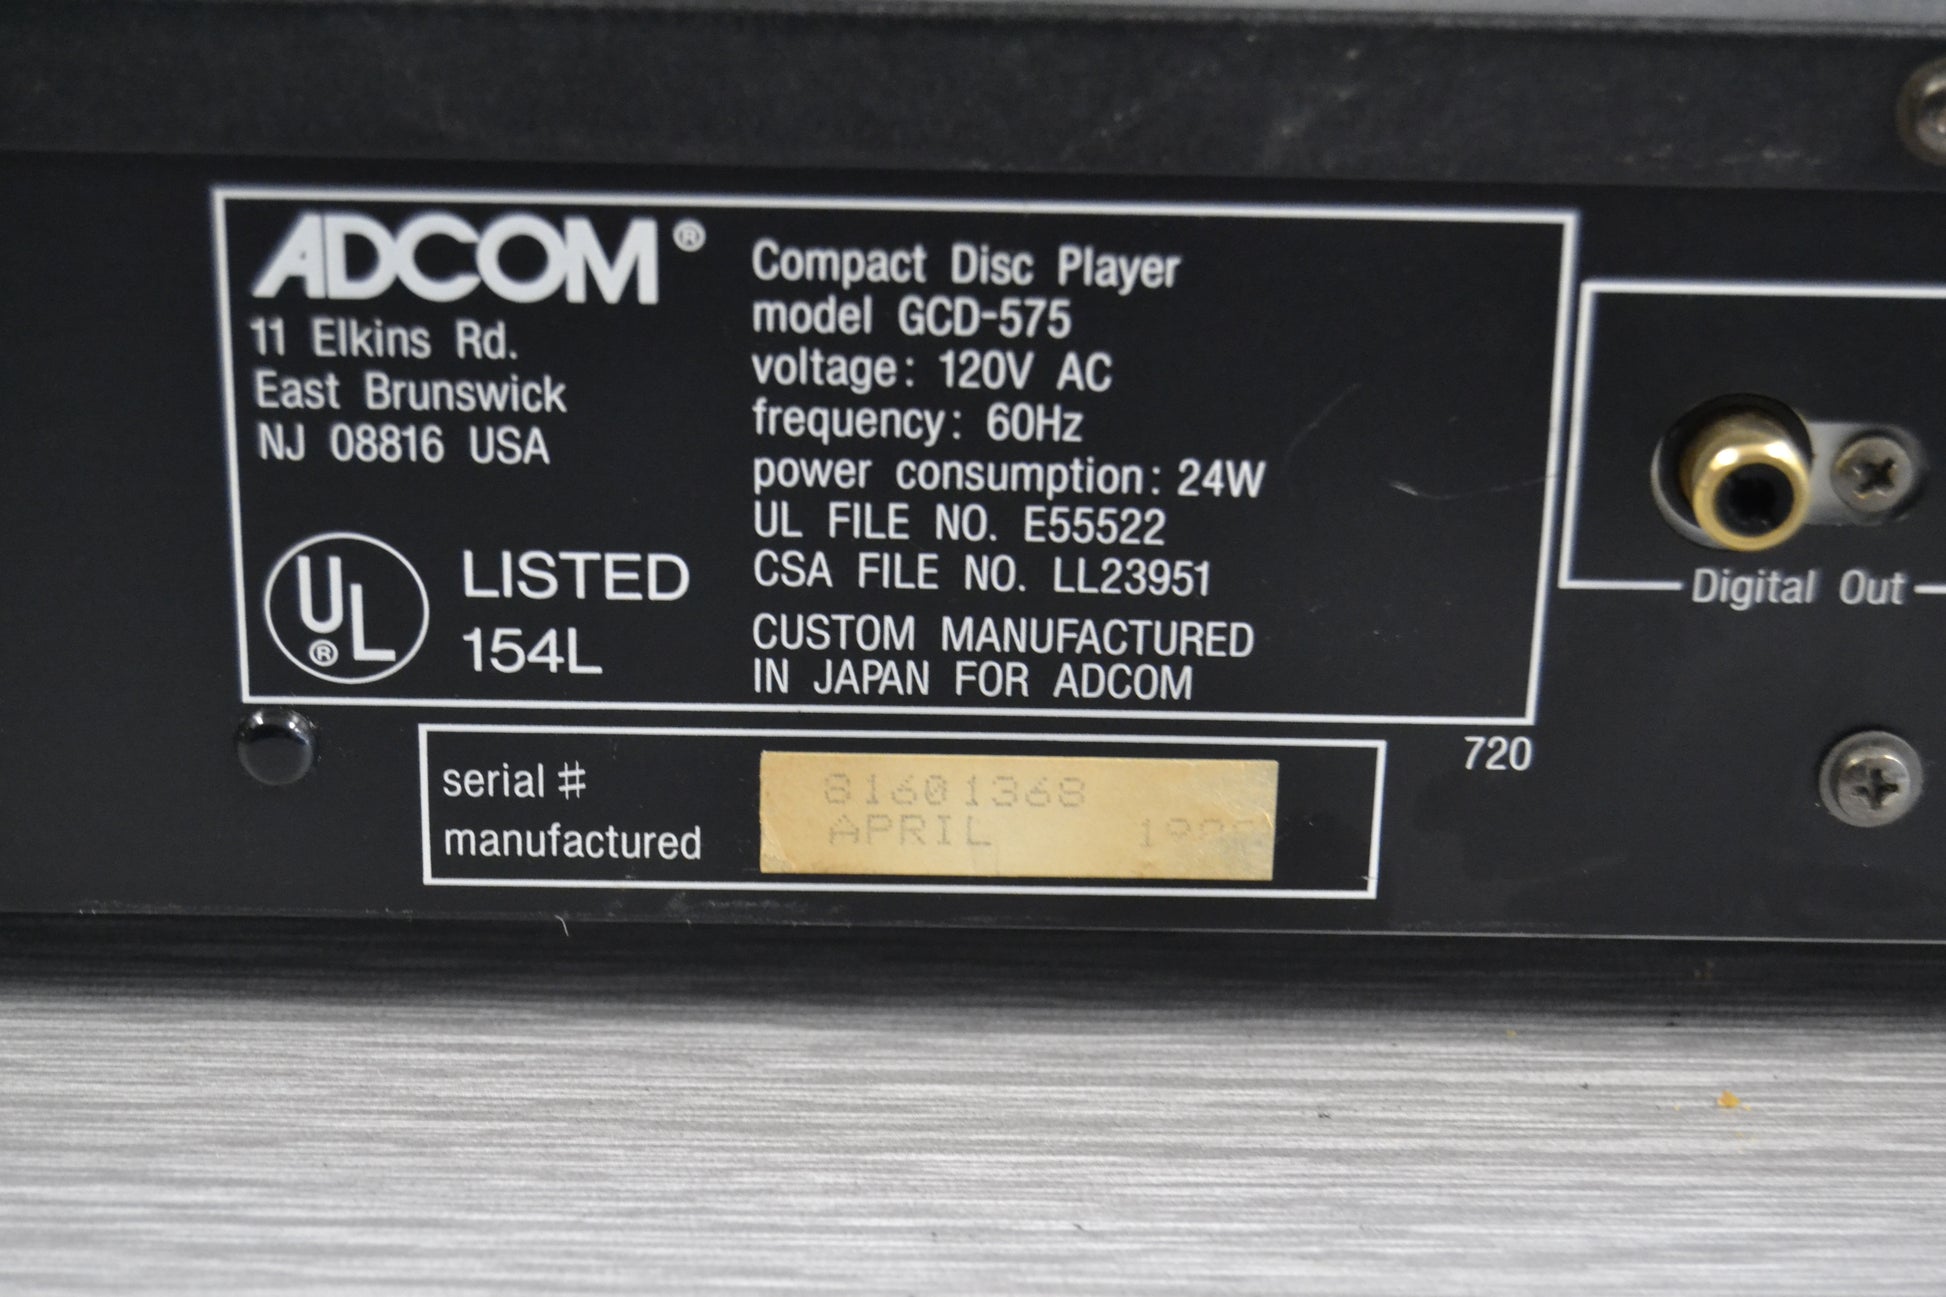 ADCOM®
11 Elkins Rd.
East Brunswick
NJ 08816 USA
UL® LISTED
154L
Compact Disc Player
model GCD-575
voltage: 120V AC
frequency: 60Hz
power consumption: 24W
UL FILE NO. E55522
CSA FILE NO. LL23951
CUSTOM MANUFACTURED
IN JAPAN FOR ADCOM
Digital Out
720
serial # 81601368
manufactured APRIL